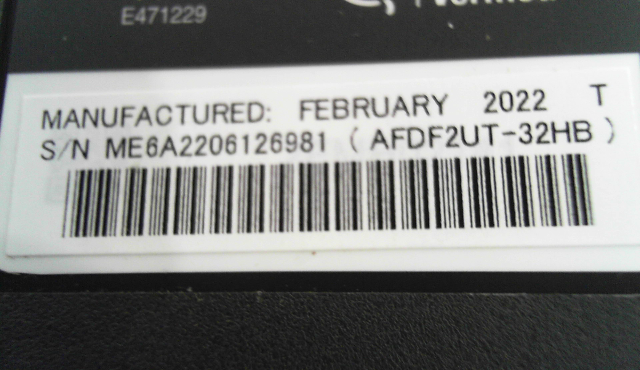 E471229
MANUFACTURED: FEBRUARY 2022 T
S/N ME6A2206126981 ( AFDF2UT-32HB )